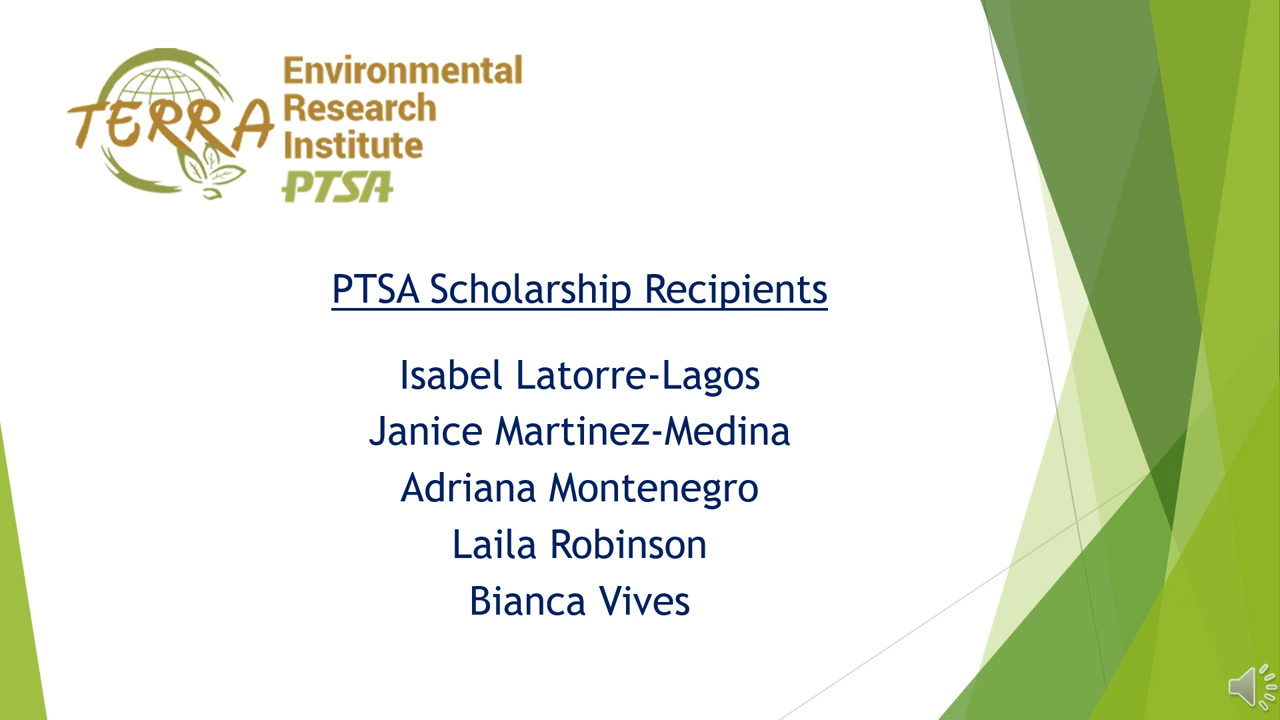 TERRA
Environmental
Research
Institute
PTSA
PTSA Scholarship Recipients
Isabel Latorre-Lagos
Janice Martinez-Medina
Adriana Montenegro
Laila Robinson
Bianca Vives